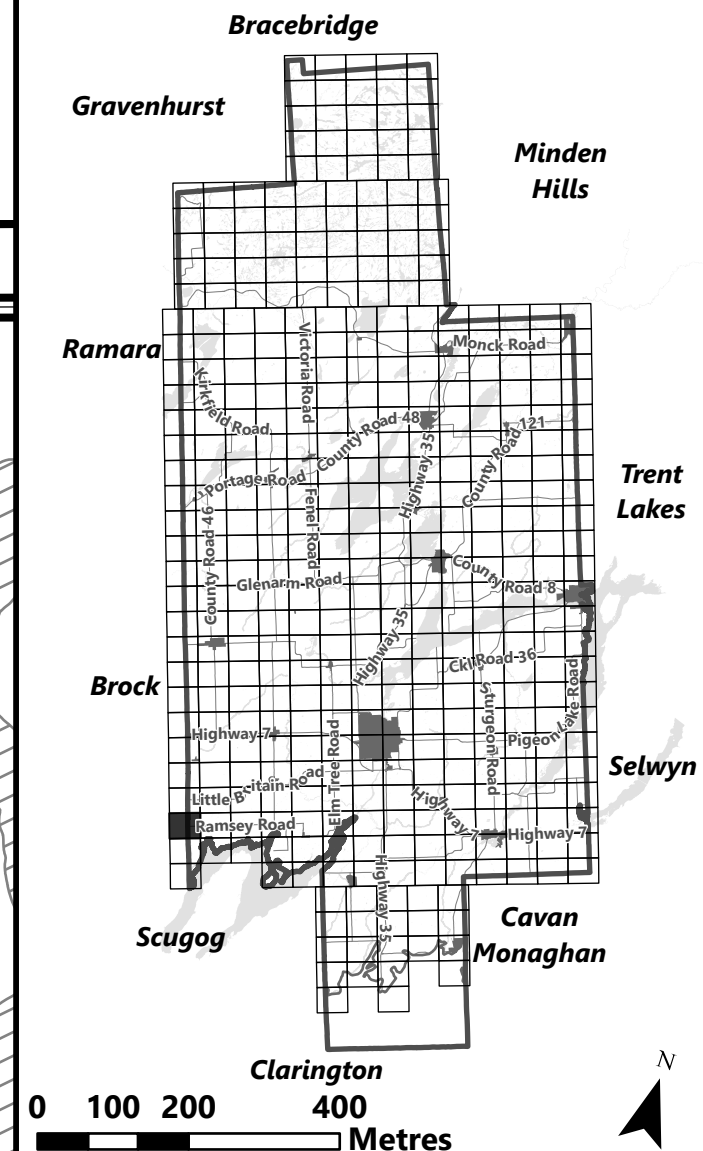 Bracebridge
Gravenhurst
Minden
Hills
Ramara
Monck Road
Victoria Road
Kirkfield Road
County Road 48
County Road 121
Highway 35
Trent
Lakes
Portage Road
Fenel Road
County Road 46
Glenarm Road
County Road 8
Highway 35
Ckl Road 36
Brock
Sturgeon Road
Pigeon Lake Road
Highway 7
Elm Tree Road
Selwyn
Little Britain Road
Ramsey Road
Highway 7
Highway 7
Highway 35
Scugog
Cavan
Monaghan
Clarington
N
0 100 200 400
Metres